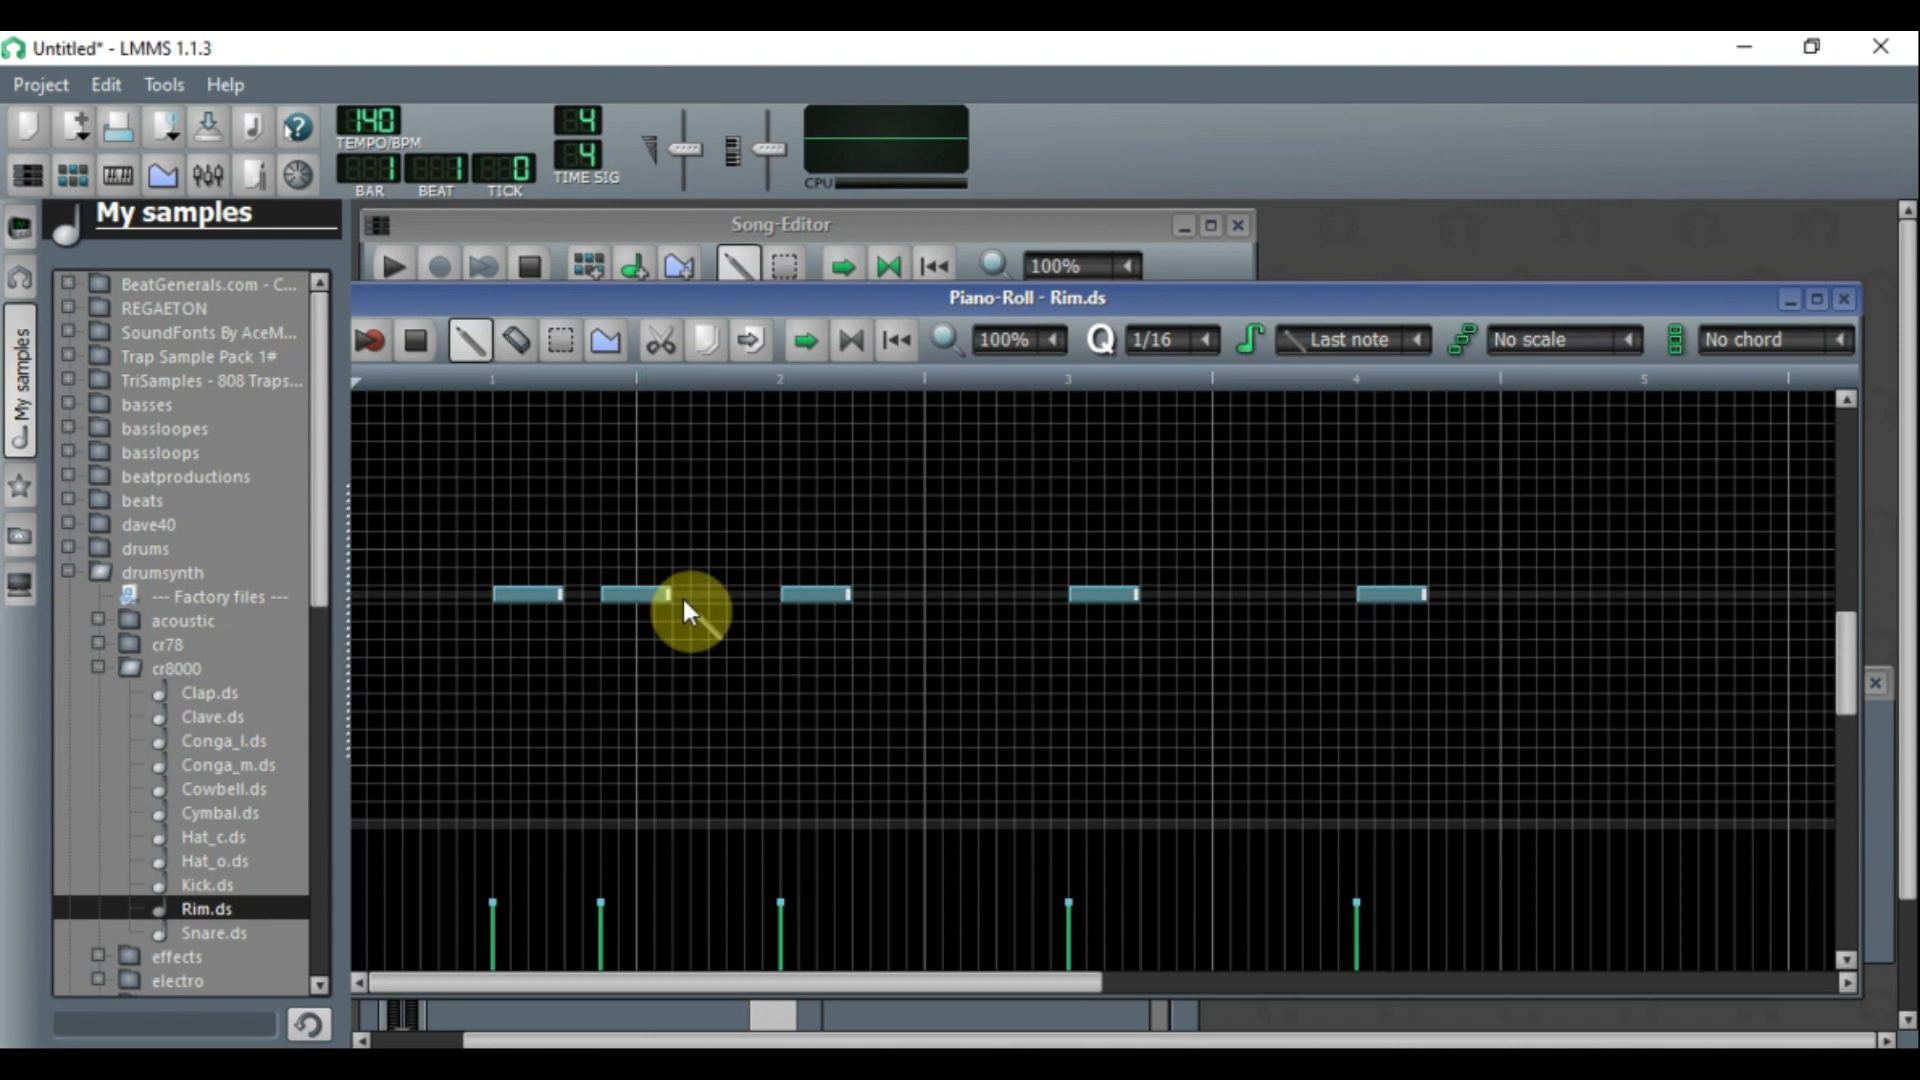 Untitled* - LMMS 1.1.3
Project Edit Tools Help
140
TEMPO/BPM
4
4
TIME SIG
1 1 0
BAR BEAT TICK
CPU
My samples
My samples
BeatGenerals.com - C...
REGAETON
SoundFonts By AceM...
Trap Sample Pack 1#
TriSamples - 808 Traps...
basses
bassloopes
bassloops
beatproductions
beats
dave40
drums
drumsynth
--- Factory files ---
acoustic
cr78
cr8000
Clap.ds
Clave.ds
Conga_l.ds
Conga_m.ds
Cowbell.ds
Cymbal.ds
Hat_c.ds
Hat_o.ds
Kick.ds
Rim.ds
Snare.ds
effects
electro
Song-Editor
100%
Piano-Roll - Rim.ds
100% Q 1/16 Last note No scale No chord
1 2 3 4 5